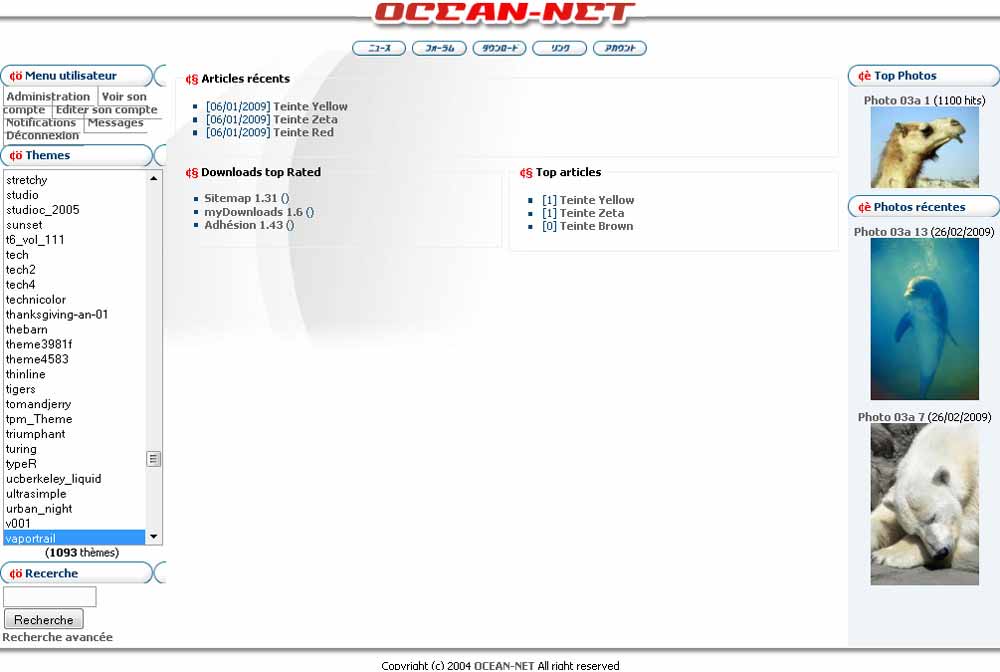 OCEAN-NET
ニュース フォーラム ダウンロード リンク アカウント
¢ö Menu utilisateur
Administration Voir son
compte Editer son compte
Notifications Messages
Déconnexion
¢ö Themes
stretchy
studio
studioc_2005
sunset
t6_vol_111
tech
tech2
tech4
technicolor
thanksgiving-an-01
thebarn
theme3981f
theme4583
thinline
tigers
tomandjerry
tpm_Theme
triumphant
turing
typeR
ucberkeley_liquid
ultrasimple
urban_night
v001
vaportrail
(1093 thèmes)
¢ö Recerche
Recherche
Recherche avancée
¢§ Articles récents
[06/01/2009] Teinte Yellow
[06/01/2009] Teinte Zeta
[06/01/2009] Teinte Red
¢§ Downloads top Rated
Sitemap 1.31 ()
myDownloads 1.6 ()
Adhésion 1.43 ()
¢§ Top articles
[1] Teinte Yellow
[1] Teinte Zeta
[0] Teinte Brown
¢è Top Photos
Photo 03a 1 (1100 hits)
¢è Photos récentes
Photo 03a 13 (26/02/2009)
Photo 03a 7 (26/02/2009)
Copyright (c) 2004 OCEAN-NET All right reserved